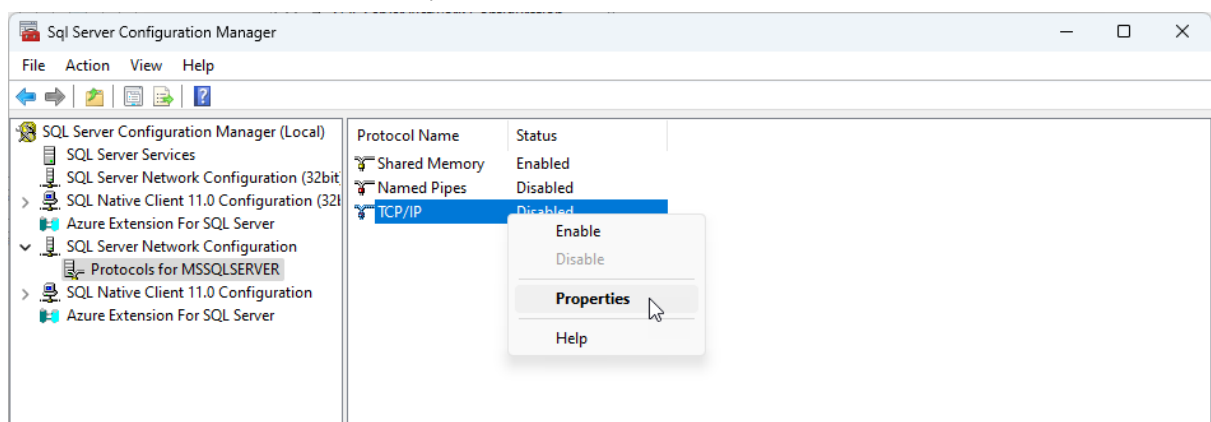 Sql Server Configuration Manager
File Action View Help
SQL Server Configuration Manager (Local)
SQL Server Services
SQL Server Network Configuration (32bit
SQL Native Client 11.0 Configuration (32b
Azure Extension For SQL Server
SQL Server Network Configuration
Protocols for MSSQLSERVER
SQL Native Client 11.0 Configuration
Azure Extension For SQL Server
Protocol Name Status
Shared Memory Enabled
Named Pipes Disabled
TCP/IP Disabled
Enable
Disable
Properties
Help